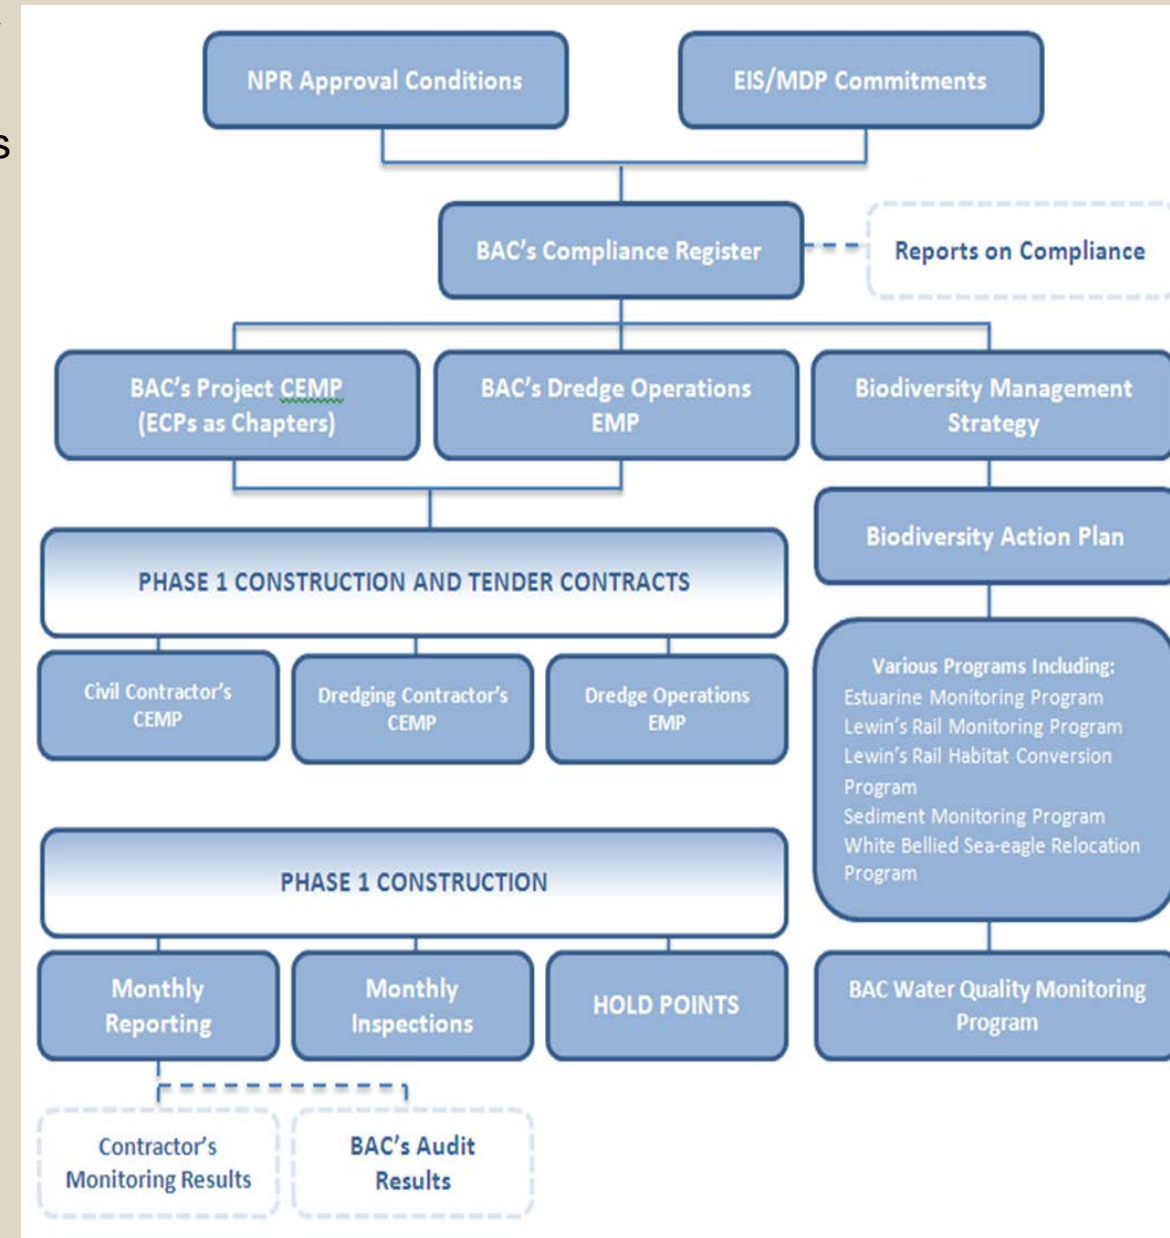 s
NPR Approval Conditions
EIS/MDP Commitments
BAC's Compliance Register
Reports on Compliance
BAC's Project CEMP
(ECPs as Chapters)
BAC's Dredge Operations
EMP
Biodiversity Management
Strategy
Biodiversity Action Plan
PHASE 1 CONSTRUCTION AND TENDER CONTRACTS
Civil Contractor's
CEMP
Dredging Contractor's
CEMP
Dredge Operations
EMP
Various Programs Including:
Estuarine Monitoring Program
Lewin's Rail Monitoring Program
Lewin's Rail Habitat Conversion
Program
Sediment Monitoring Program
White Bellied Sea-eagle Relocation
Program
PHASE 1 CONSTRUCTION
Monthly
Reporting
Monthly
Inspections
HOLD POINTS
BAC Water Quality Monitoring
Program
Contractor's
Monitoring Results
BAC's Audit
Results